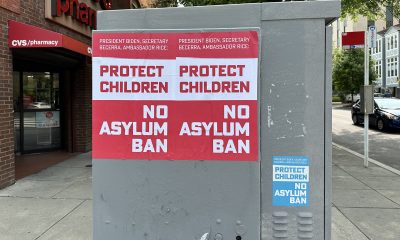 pharm
CVS/pharmacy
PRESIDENT BIDEN, SECRETARY
BECERRA, AMBASSADOR RICE:
PROTECT
CHILDREN
NO
ASYLUM
BAN
PRESIDENT BIDEN, SECRETARY
BECERRA, AMBASSADOR RICE:
PROTECT
CHILDREN
NO
ASYLUM
BAN
PROTECT
CHILDREN
NO
ASYLUM
BAN